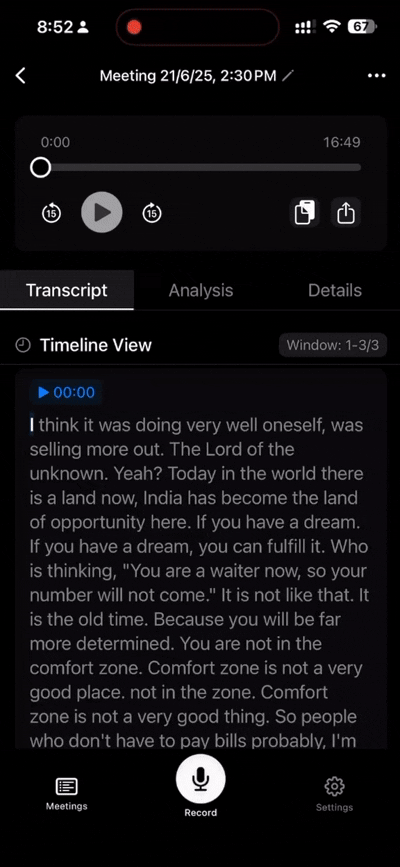 8:52
67
Meeting 21/6/25, 2:30 PM
0:00
16:49
15
15
Transcript
Analysis
Details
Timeline View
Window: 1-3/3
00:00
I think it was doing very well oneself, was
selling more out. The Lord of the
unknown. Yeah? Today in the world there
is a land now, India has become the land
of opportunity here. If you have a dream.
If you have a dream, you can fulfill it. Who
is thinking, "You are a waiter now, so your
number will not come." It is not like that. It
is the old time. Because you will be far
more determined. You are not in the
comfort zone. Comfort zone is not a very
good place. not in the zone. Comfort
zone is not a very good thing. So people
who don't have to pay bills probably, I'm
Meetings
Record
Settings